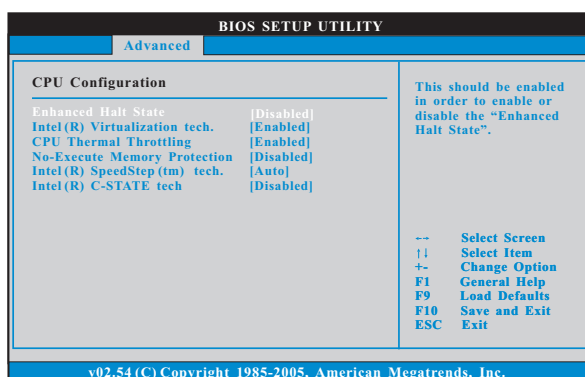 BIOS SETUP UTILITY
Advanced
CPU Configuration
Enhanced Halt State [Disabled]
Intel (R) Virtualization tech. [Enabled]
CPU Thermal Throttling [Enabled]
No-Execute Memory Protection [Disabled]
Intel (R) SpeedStep (tm) tech. [Auto]
Intel (R) C-STATE tech [Disabled]
This should be enabled
in order to enable or
disable the “Enhanced
Halt State”.
←→ Select Screen
↑↓ Select Item
+- Change Option
F1 General Help
F9 Load Defaults
F10 Save and Exit
ESC Exit
v02.54 (C) Copyright 1985-2005, American Megatrends, Inc.